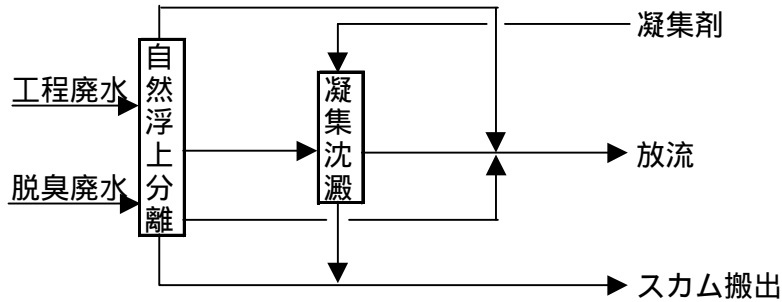 凝集剤
自然浮上分離
工程廃水
凝集沈澱
放流
脱臭廃水
スカム搬出